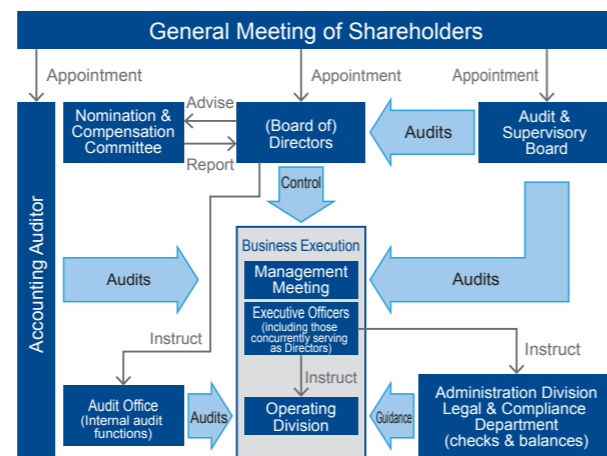 General Meeting of Shareholders
Appointment
Appointment
Appointment
Accounting Auditor
Nomination &
Compensation
Committee
Advise
Report
(Board of)
Directors
Audits
Audit &
Supervisory
Board
Control
Audits
Business Execution
Management
Meeting
Executive Officers
(including those
concurrently serving
as Directors)
Audits
Instruct
Instruct
Instruct
Audit Office
(Internal audit
functions)
Audits
Operating
Division
Guidance
Administration Division
Legal & Compliance
Department
(checks & balances)